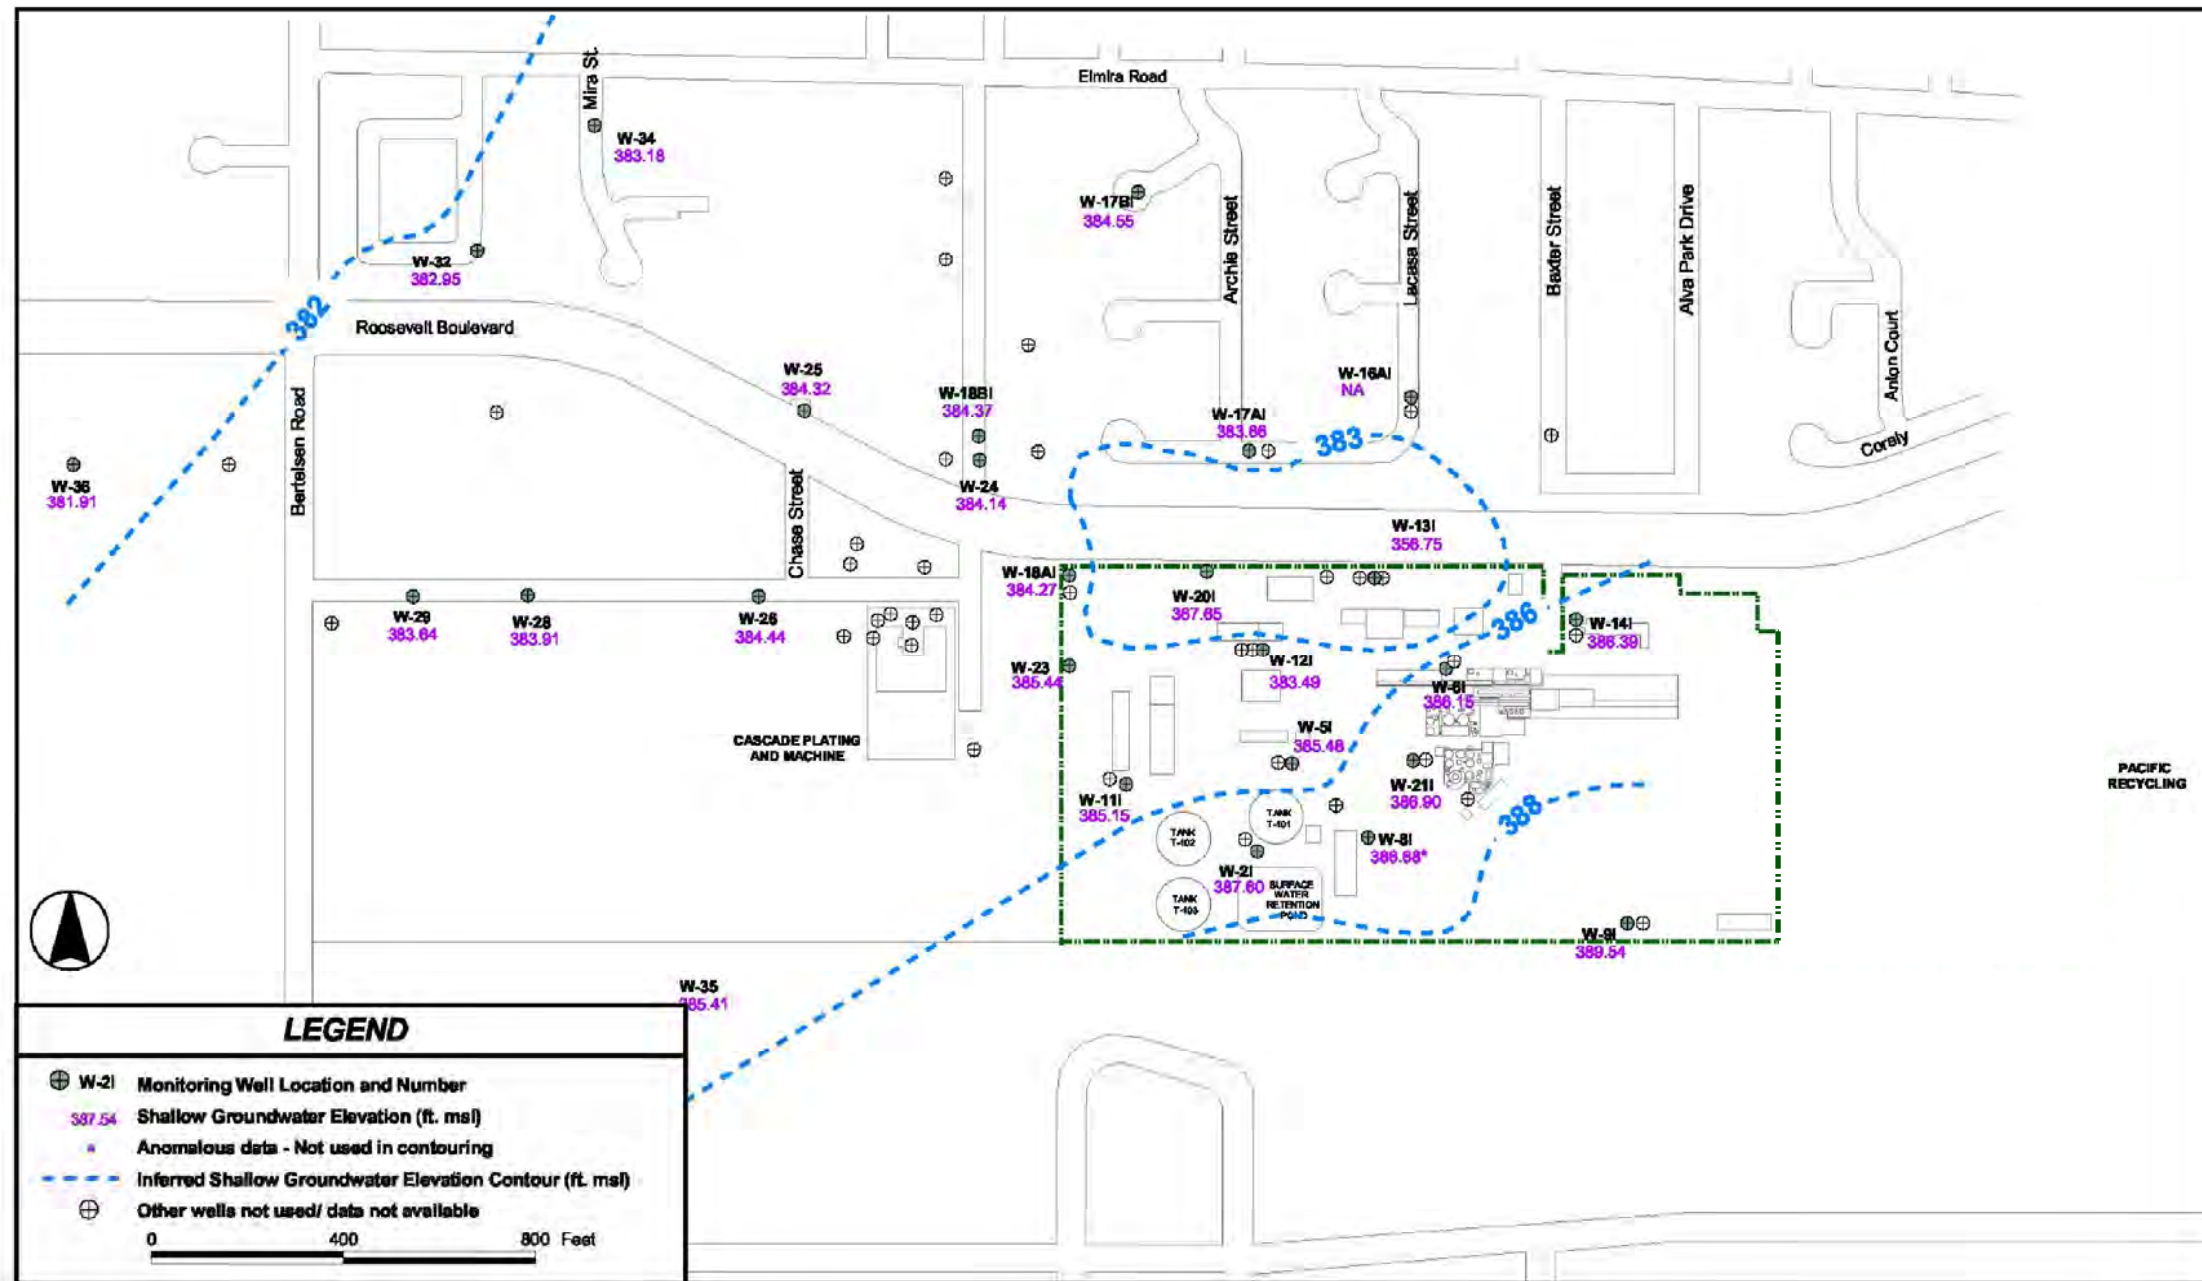 Elmira Road
Mira St.
W-34
383.18
W-17BI
384.55
Archie Street
Lacasa Street
Baxter Street
Alva Park Drive
Anton Court
W-32
382.95
382
Roosevelt Boulevard
W-25
384.32
W-18BI
384.37
W-16AI
NA
W-17AI
383.66
383
Coraly
Bertelsen Road
W-36
381.91
Chase Street
W-24
384.14
W-13I
356.75
W-18AI
384.27
W-20I
367.65
386
W-29
383.64
W-28
383.91
W-26
384.44
W-14I
386.39
W-23
385.44
W-12I
383.49
W-6I
386.15
CASCADE PLATING
AND MACHINE
W-5I
385.48
PACIFIC
RECYCLING
W-11I
385.15
W-21I
386.90
388
TANK
T-101
TANK
T-102
W-8I
388.68*
W-2I
387.60
SURFACE
WATER
RETENTION
POND
TANK
W-9I
389.54
W-35
385.41
LEGEND
W-2I Monitoring Well Location and Number
387.54 Shallow Groundwater Elevation (ft. msl)
* Anomalous data - Not used in contouring
Inferred Shallow Groundwater Elevation Contour (ft. msl)
Other wells not used/ data not available
0 400 800 Feet